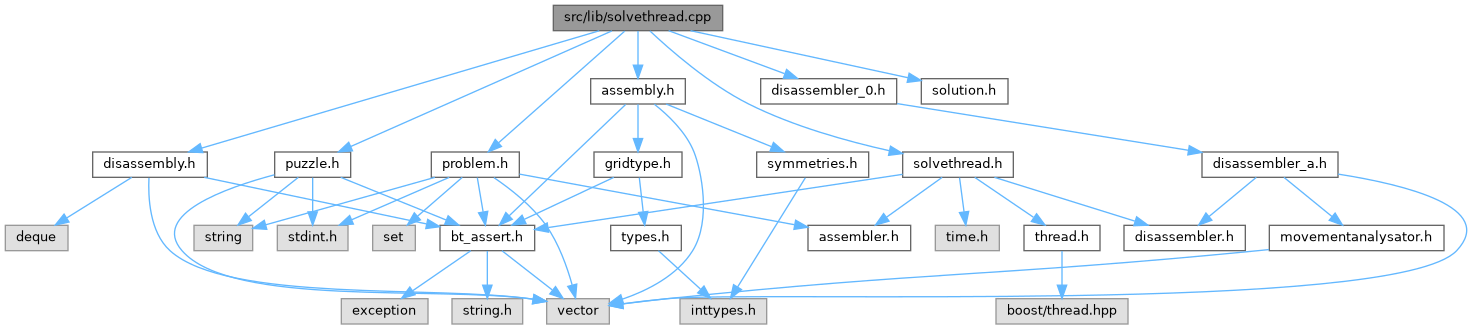 src/lib/solvethread.cpp
assembly.h
disassembler_0.h
solution.h
disassembly.h
puzzle.h
problem.h
gridtype.h
symmetries.h
solvethread.h
disassembler_a.h
deque
string
stdint.h
set
bt_assert.h
types.h
assembler.h
time.h
thread.h
disassembler.h
movementanalysator.h
exception
string.h
vector
inttypes.h
boost/thread.hpp